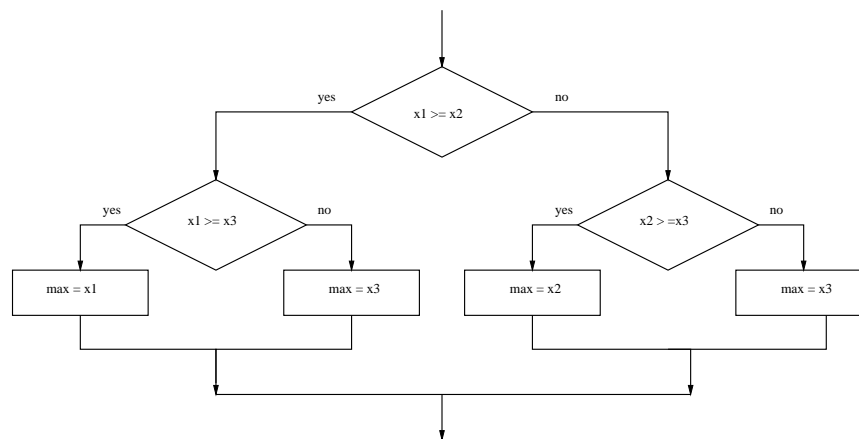 yes
no
x1 >= x2
yes
no
yes
no
x1 >= x3
x2 > =x3
max = x1
max = x3
max = x2
max = x3